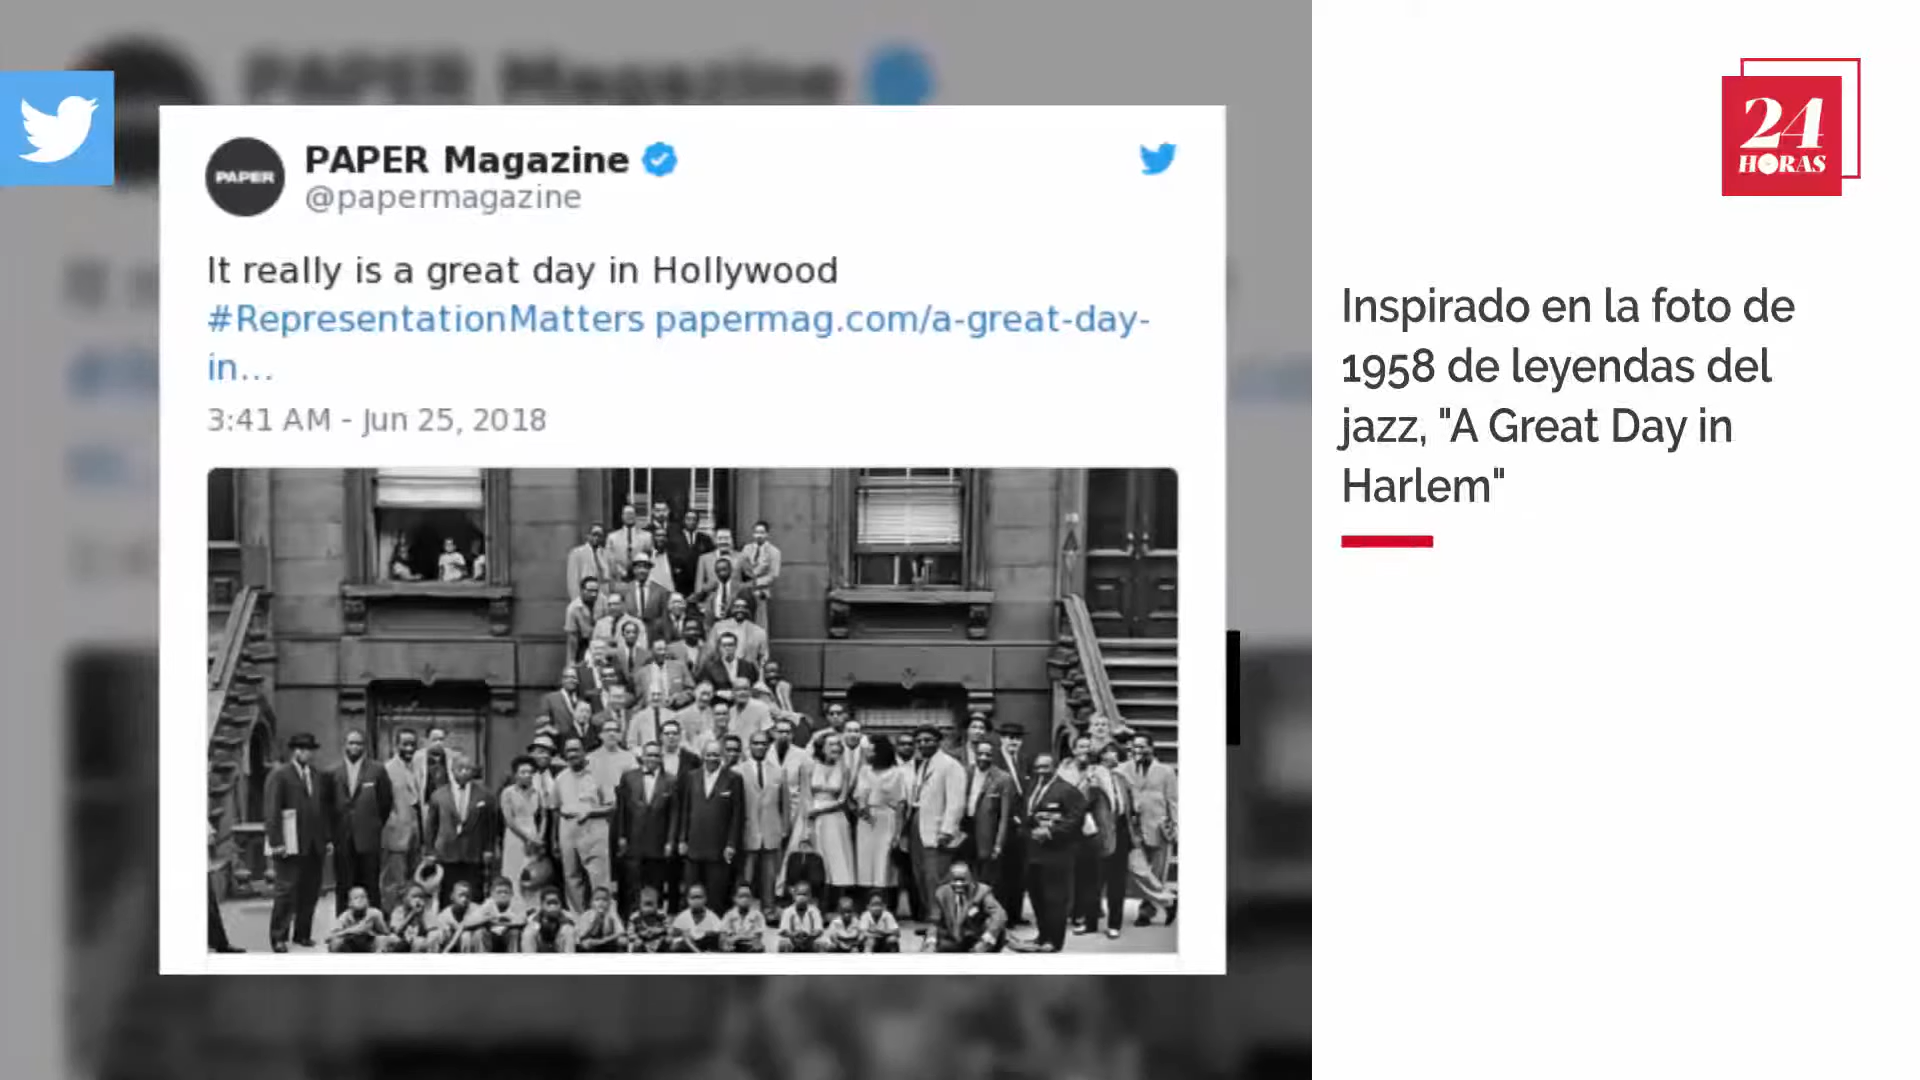 PAPER Magazine
PAPER
PAPER Magazine
@papermagazine
It really is a great day in Hollywood
#RepresentationMatters papermag.com/a-great-day-
in...
3:41 AM - Jun 25, 2018
24
HORAS
Inspirado en la foto de
1958 de leyendas del
jazz, "A Great Day in
Harlem"